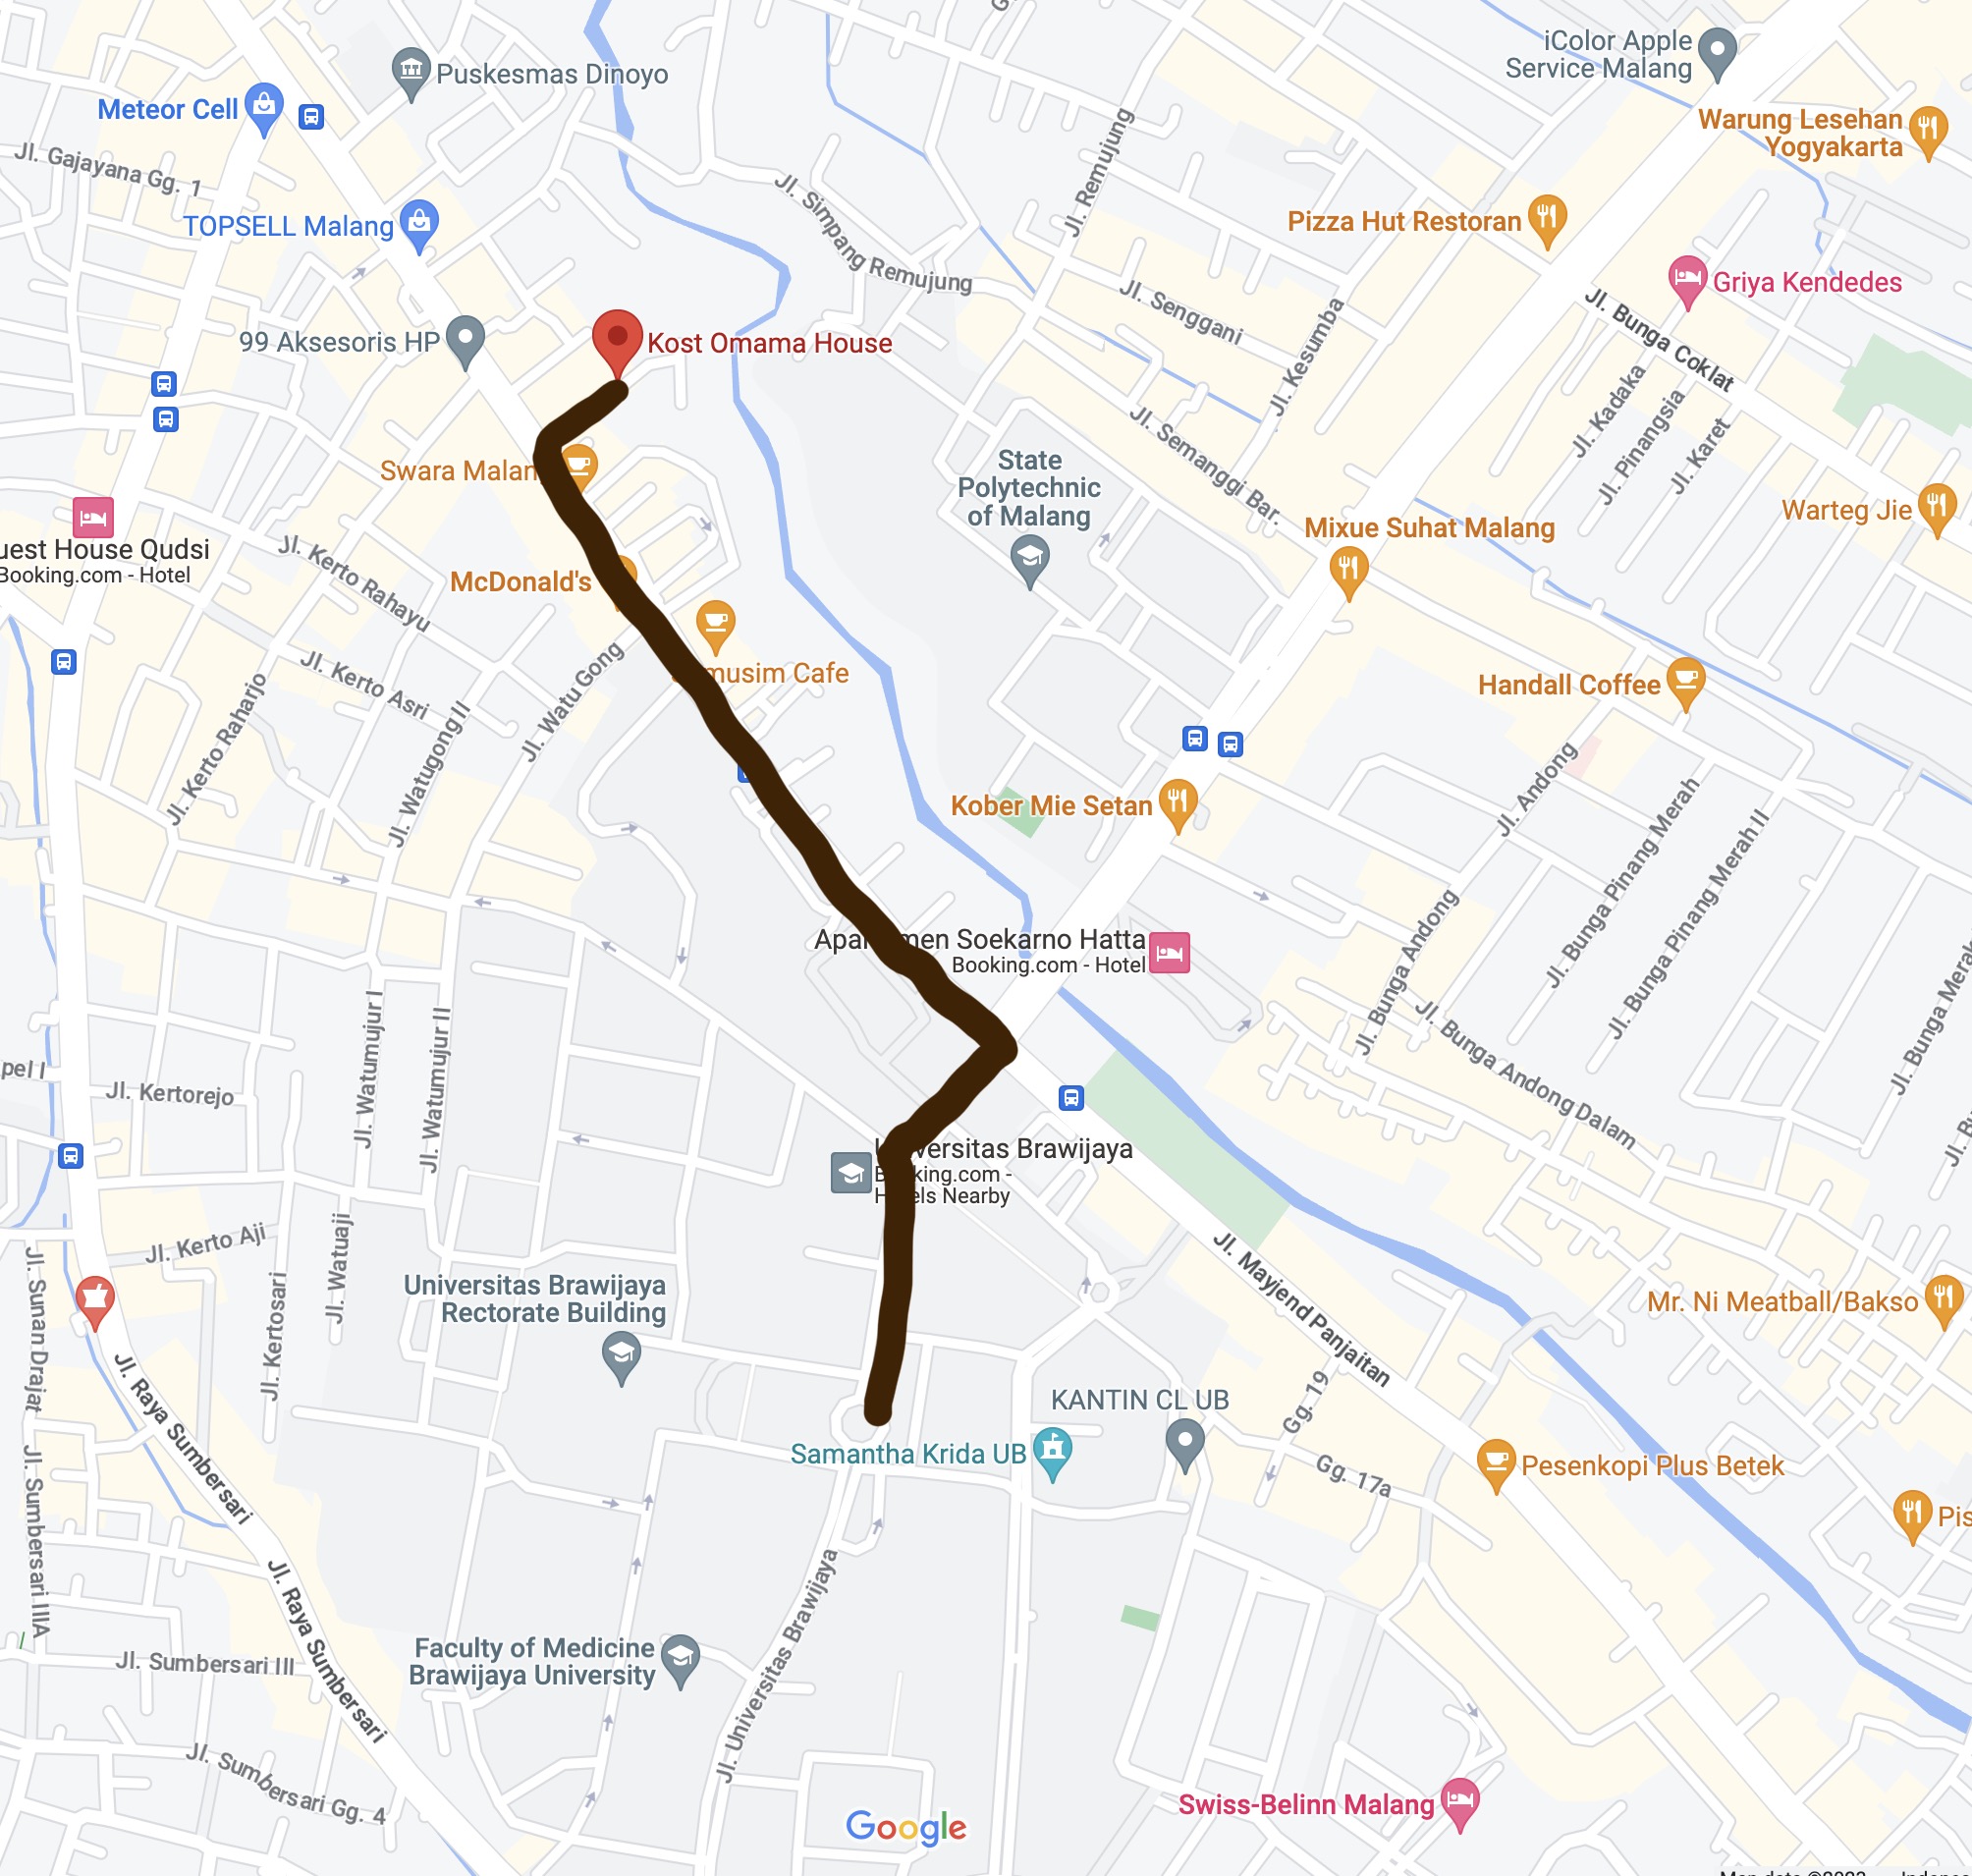 iColor Apple
Service Malang
Puskesmas Dinoyo
Meteor Cell
Warung Lesehan
Yogyakarta
Jl. Gajayana Gg. 1
Jl. Remujung
TOPSELL Malang
Jl. Simpang Remujung
Pizza Hut Restoran
Griya Kendedes
Jl. Senggani
Jl. Kesumba
Jl. Bunga Coklat
99 Aksesoris HP
Kost Omama House
Jl. Kadaka
Jl. Pinangsia
Jl. Karet
Swara Malan
State
Polytechnic
of Malang
Jl. Semanggi Bar.
Warteg Jie
Mixue Suhat Malang
uest House Qudsi
Booking.com - Hotel
Jl. Kerto Rahayu
McDonald's
musim Cafe
Jl. Kerto Asri
Jl. Watu Gong
Jl. Kerto Raharjo
Jl. Watugong II
Handall Coffee
Kober Mie Setan
Jl. Andong
Jl. Bunga Pinang Merah
Jl. Bunga Pinang Merah II
Apa men Soekarno Hatta
Booking.com - Hotel
Jl. Bunga Andong
Jl. Bunga Merak
Jl. Bunga Andong Dalam
Jl. Watumujur I
Jl. Watumujur II
pel I
Jl. Kertorejo
Jl. Bu
Universitas Brawijaya
Booking.com -
Hotels Nearby
Jl. Kerto Aji
Jl. Watuaji
Jl. Kertosari
Jl. Sunan Drajat
Universitas Brawijaya
Rectorate Building
Jl. Mayjend Panjaitan
Mr. Ni Meatball/Bakso
Jl. Raya Sumbersari
KANTIN CL UB
Gg. 19
Samantha Krida UB
Gg. 17a
Pesenkopi Plus Betek
Pis
Jl. Sumbersari IIIA
Jl. Raya Sumbersari
Jl. Universitas Brawijaya
Faculty of Medicine
Brawijaya University
Jl. Sumbersari III
Jl. Sumbersari Gg. 4
Swiss-Belinn Malang
Google